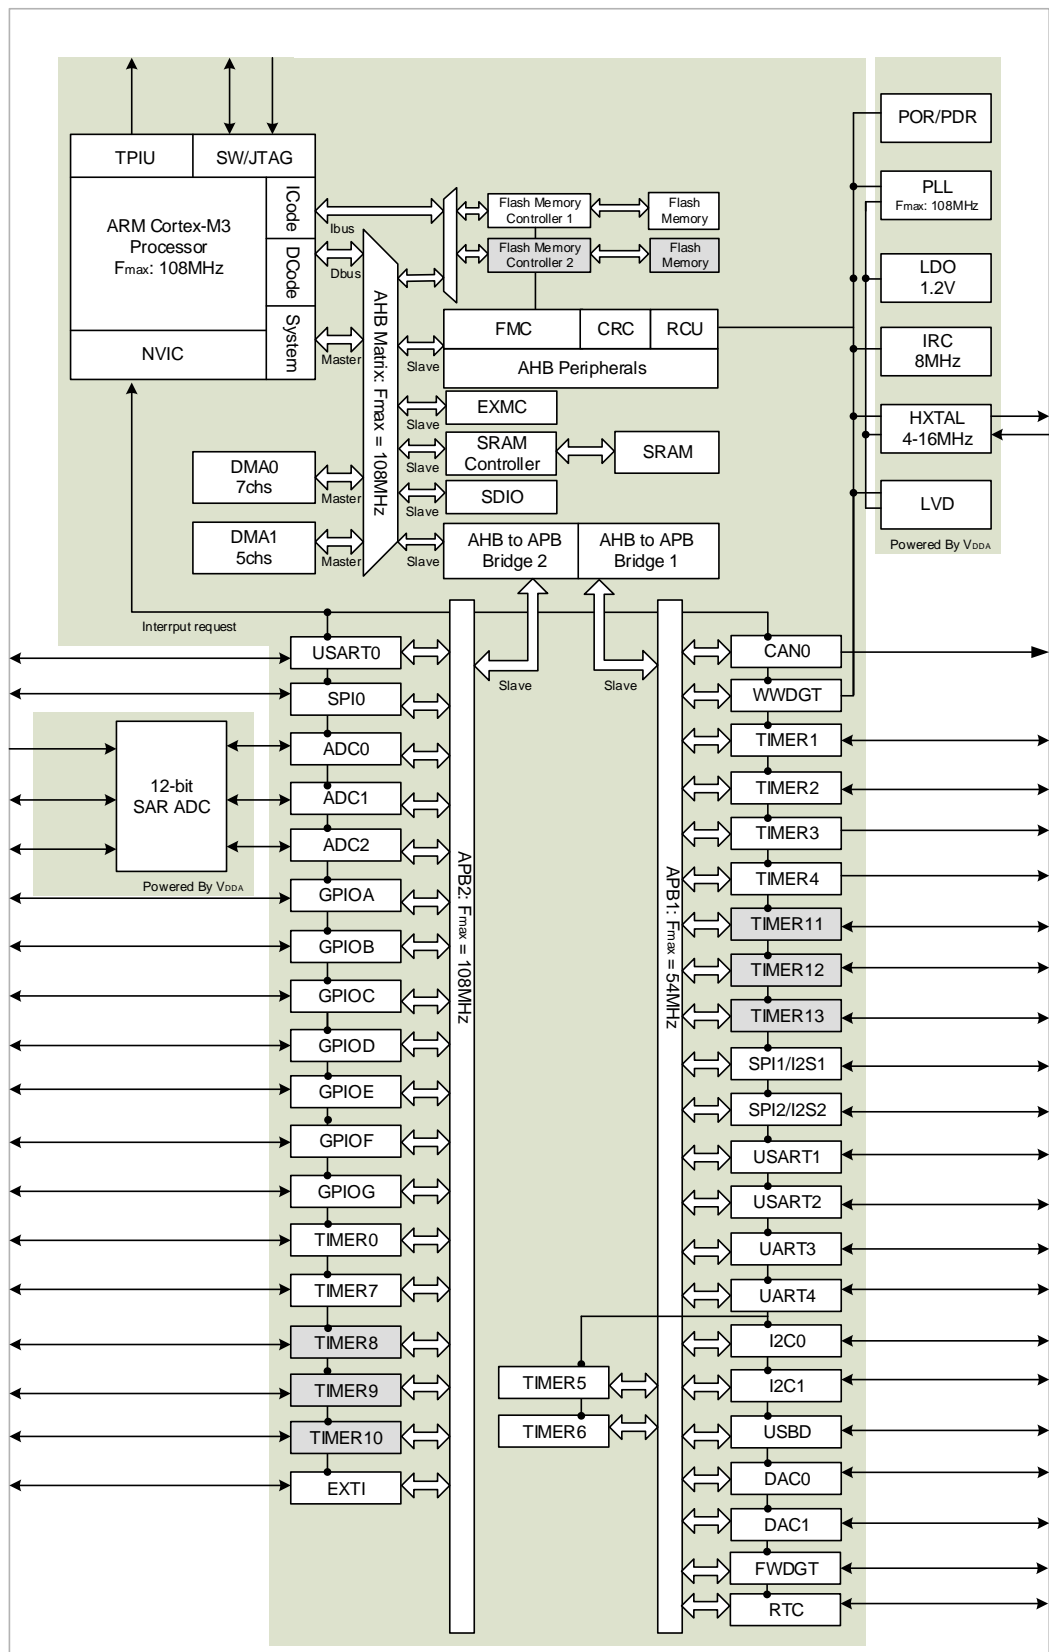 TPIU
SW/JTAG
POR/PDR
ARM Cortex-M3
Processor
Fmax: 108MHz
ICode
DCode
System
NVIC
Ibus
Dbus
Master
Flash Memory
Controller 1
Flash
Memory
Flash Memory
Controller 2
Flash
Memory
PLL
Fmax: 108MHz
LDO
1.2V
IRC
8MHz
HXTAL
4-16MHz
LVD
Powered By VDDA
AHB Matrix: Fmax = 108MHz
FMC
CRC
RCU
AHB Peripherals
Slave
EXMC
Slave
SRAM
Controller
SRAM
Slave
SDIO
Slave
DMA0
7chs
Master
DMA1
5chs
Master
AHB to APB
Bridge 2
AHB to APB
Bridge 1
Slave
Interrput request
Slave
Slave
USART0
SPI0
ADC0
ADC1
ADC2
12-bit
SAR ADC
Powered By VDDA
GPIOA
GPIOB
GPIOC
GPIOD
GPIOE
GPIOF
GPIOG
TIMER0
TIMER7
TIMER8
TIMER9
TIMER10
EXTI
APB2: Fmax = 108MHz
TIMER5
TIMER6
APB1: Fmax = 54MHz
CAN0
WWDGT
TIMER1
TIMER2
TIMER3
TIMER4
TIMER11
TIMER12
TIMER13
SPI1/I2S1
SPI2/I2S2
USART1
USART2
UART3
UART4
I2C0
I2C1
USBD
DAC0
DAC1
FWDGT
RTC